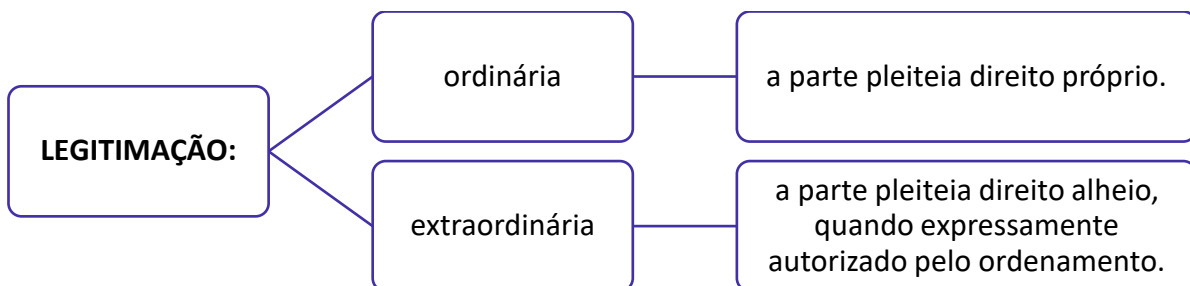 LEGITIMAÇÃO:
ordinária
a parte pleiteia direito próprio.
extraordinária
a parte pleiteia direito alheio,
quando expressamente
autorizado pelo ordenamento.